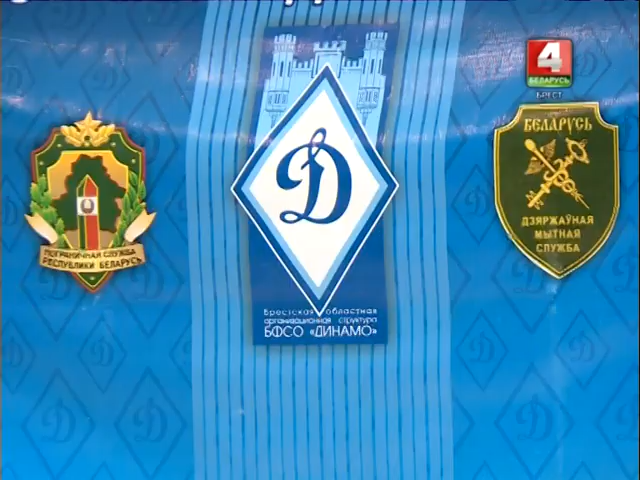 4
БЕЛАРУСЬ
БРЕСТ
БЕЛАРУСЬ
ДЗЯРЖАЎНАЯ
МЫТНАЯ
СЛУЖБА
ПОГРАНИЧНАЯ СЛУЖБА
РЕСПУБЛИКИ БЕЛАРУСЬ
Д
Брестская областная
организационная структура
БФСО «ДИНАМО»